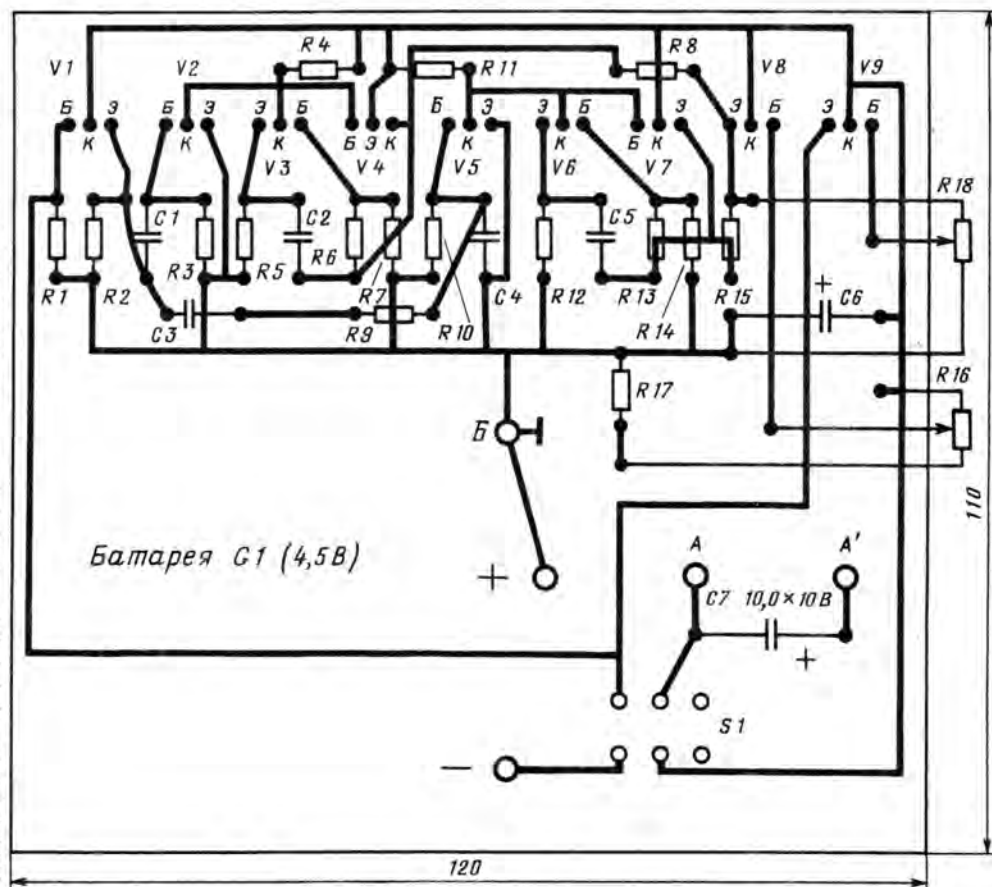 R4
R8
V1
V2
R11
V8
V9
Б К Э
Б К Э
Э К Б
Б Э К
Б К Э
Э К Б
Б К Э
Э К Б
Э К Б
V3
V4
V5
V6
V7
R18
C1
C2
C5
R1
R2
R3
R5
R6
R7
C4
R12
R13
R15
+ C6
C3
R9
R10
R14
R17
R16
Б
110
Батарея G1 (4,5В)
+
A
A'
C7 10,0×10В
+
S1
−
120